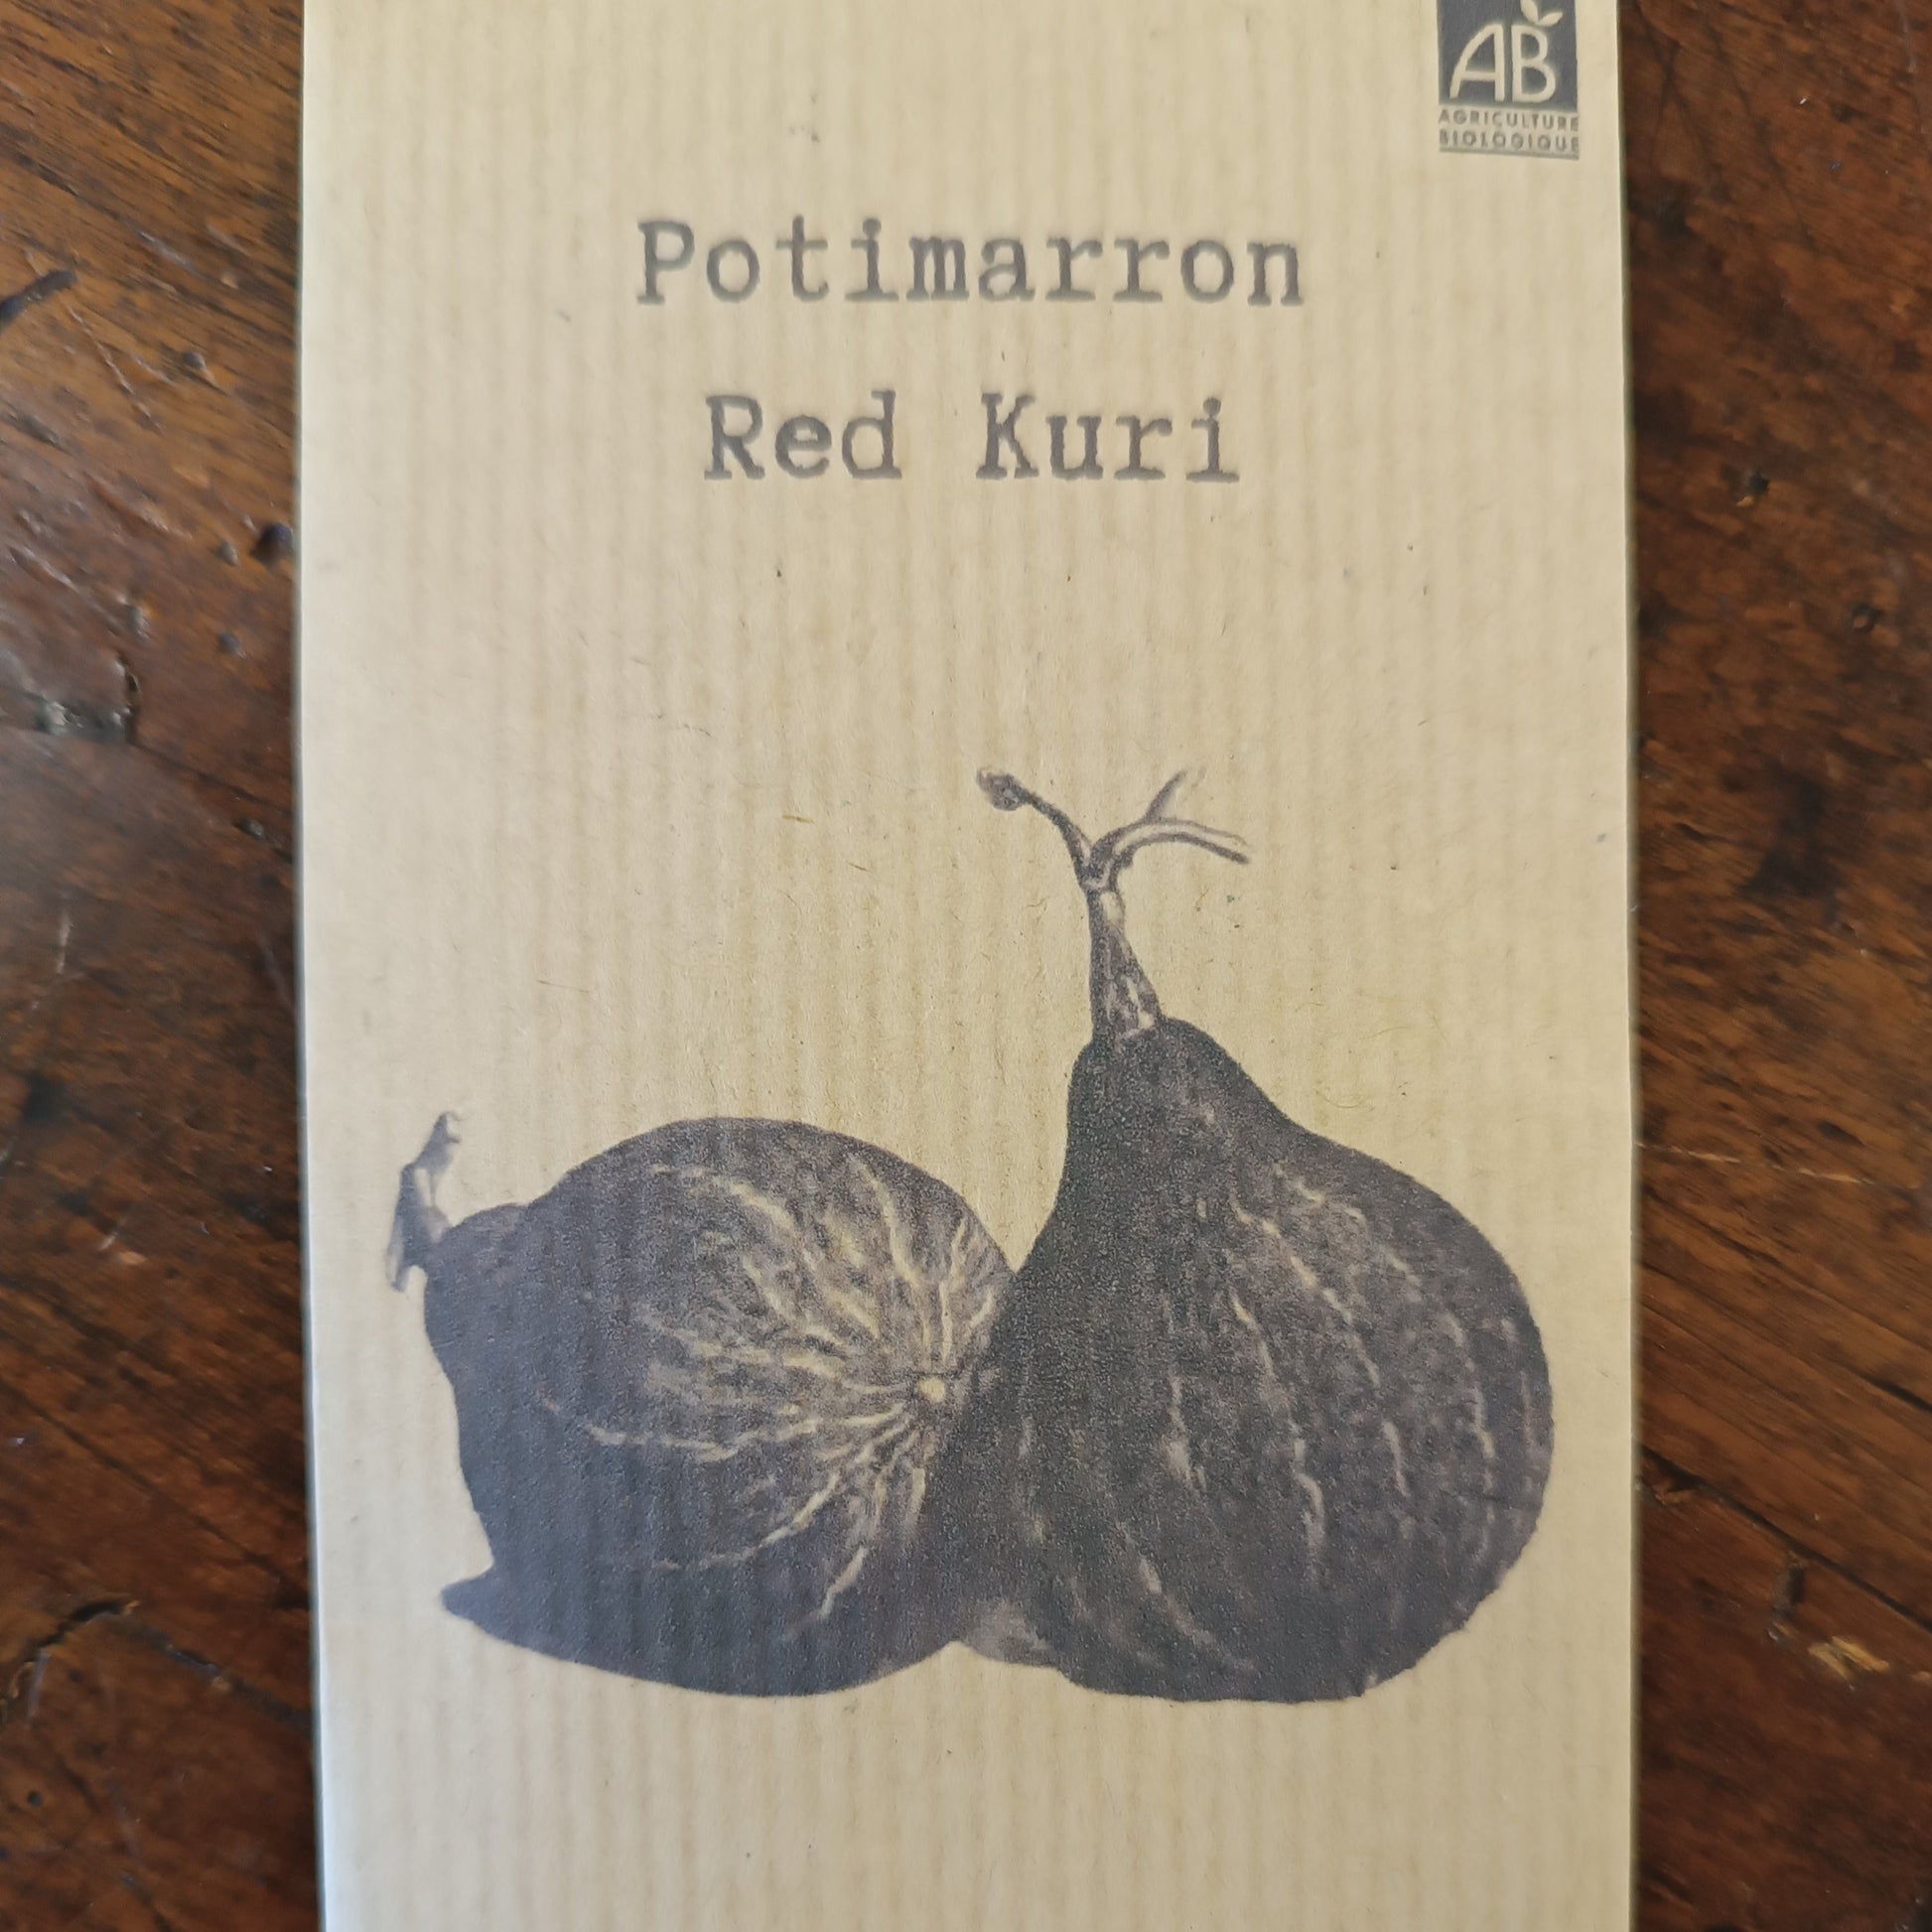 AB
AGRICULTURE
BIOLOGIQUE
Potimarron
Red Kuri